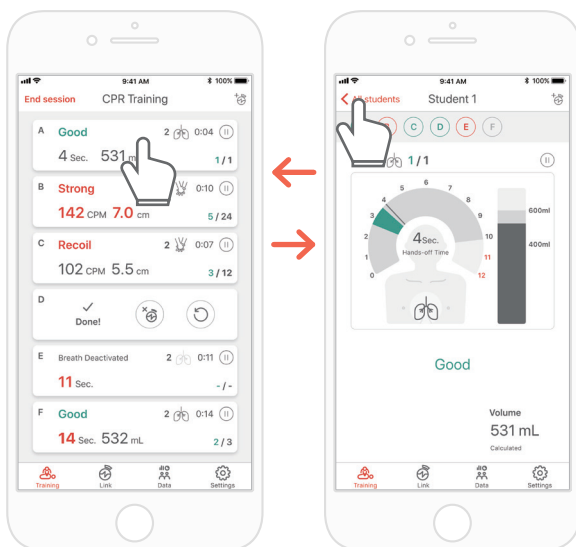 9:41 AM
100%
End session
CPR Training
A Good 2 0:04
4 Sec. 531 m 1 / 1
B Strong 0:10
142 CPM 7.0 cm 5 / 24
C Recoil 2 0:07
102 CPM 5.5 cm 3 / 12
D
Done!
E Breath Deactivated 2 0:11
11 Sec. - / -
F Good 2 0:14
14 Sec. 532 mL 2 / 3
Training Link Data Settings
9:41 AM
100%
All students
Student 1
B C D E F
1 / 1
0 1 2 3 4 5 6 7 8 9 10 11 12
4 Sec.
Hands-off Time
600ml
400ml
Good
Volume
531 mL
Calculated
Training Link Data Settings